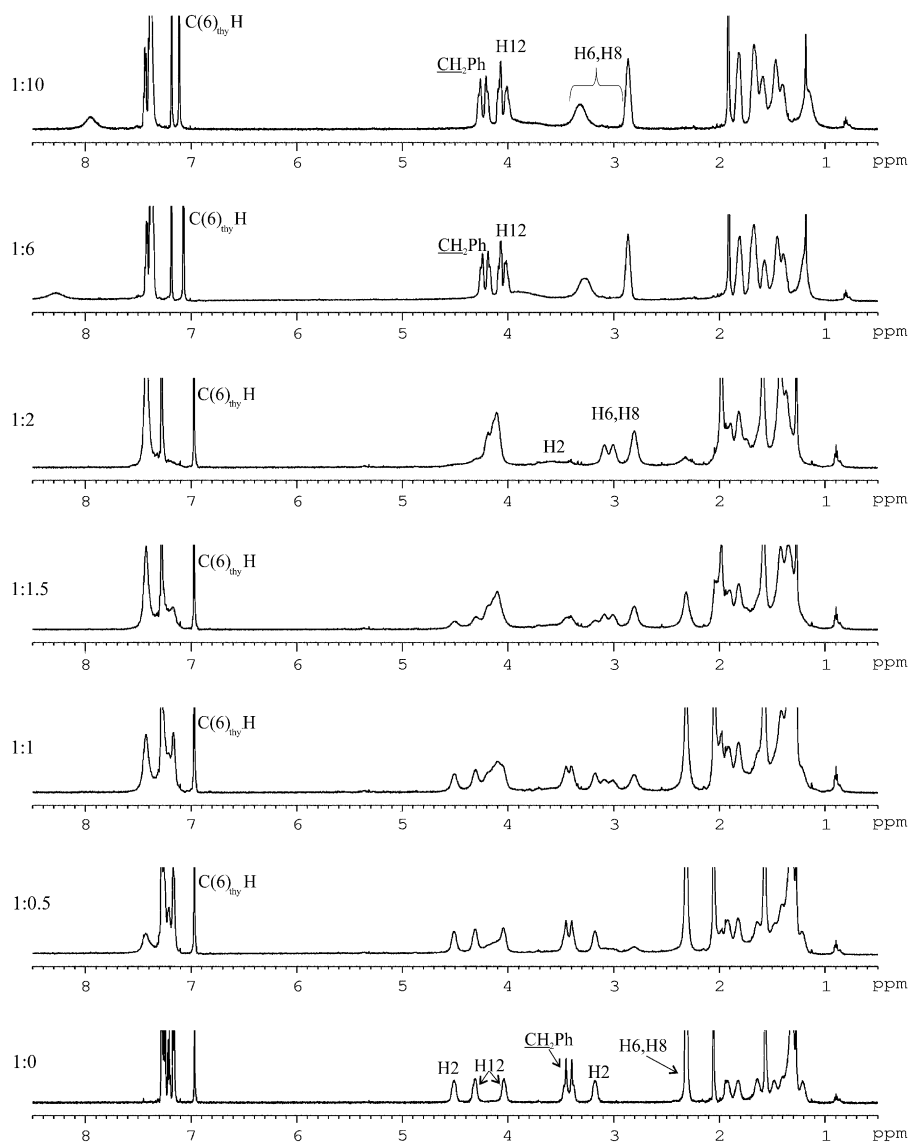 C(6)thyH
CH2Ph
H12
H6,H8
1:10
8 7 6 5 4 3 2 1 ppm
C(6)thyH
CH2Ph
H12
1:6
8 7 6 5 4 3 2 1 ppm
C(6)thyH
H2
H6,H8
1:2
8 7 6 5 4 3 2 1 ppm
C(6)thyH
1:1.5
8 7 6 5 4 3 2 1 ppm
C(6)thyH
1:1
8 7 6 5 4 3 2 1 ppm
C(6)thyH
1:0.5
8 7 6 5 4 3 2 1 ppm
1:0
H2 H12 CH2Ph H2 H6,H8
8 7 6 5 4 3 2 1 ppm